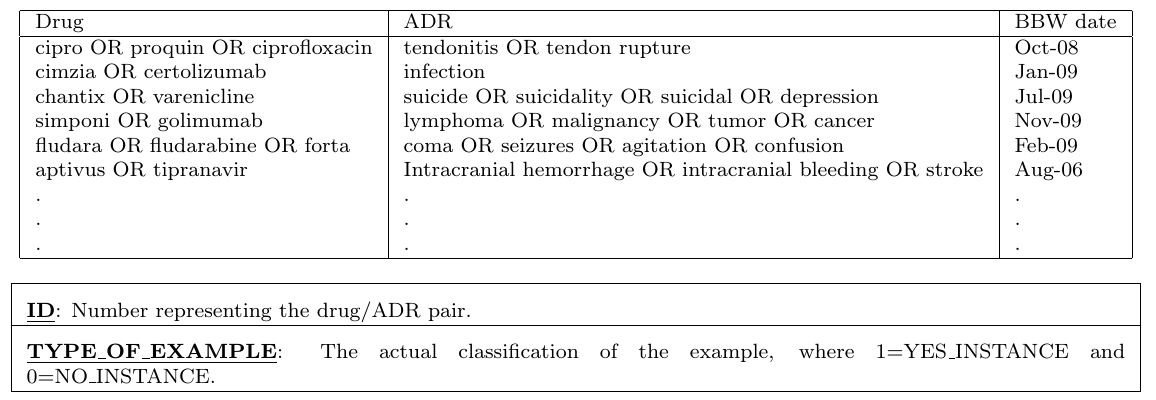 Drug ADR BBW date
cipro OR proquin OR ciprofloxacin tendonitis OR tendon rupture Oct-08
cimzia OR certolizumab infection Jan-09
chantix OR varenicline suicide OR suicidality OR suicidal OR depression Jul-09
simponi OR golimumab lymphoma OR malignancy OR tumor OR cancer Nov-09
fludara OR fludarabine OR forta coma OR seizures OR agitation OR confusion Feb-09
aptivus OR tipranavir Intracranial hemorrhage OR intracranial bleeding OR stroke Aug-06
. . .
. . .
. . .
ID: Number representing the drug/ADR pair.
TYPE_OF_EXAMPLE: The actual classification of the example, where 1=YES_INSTANCE and
0=NO_INSTANCE.